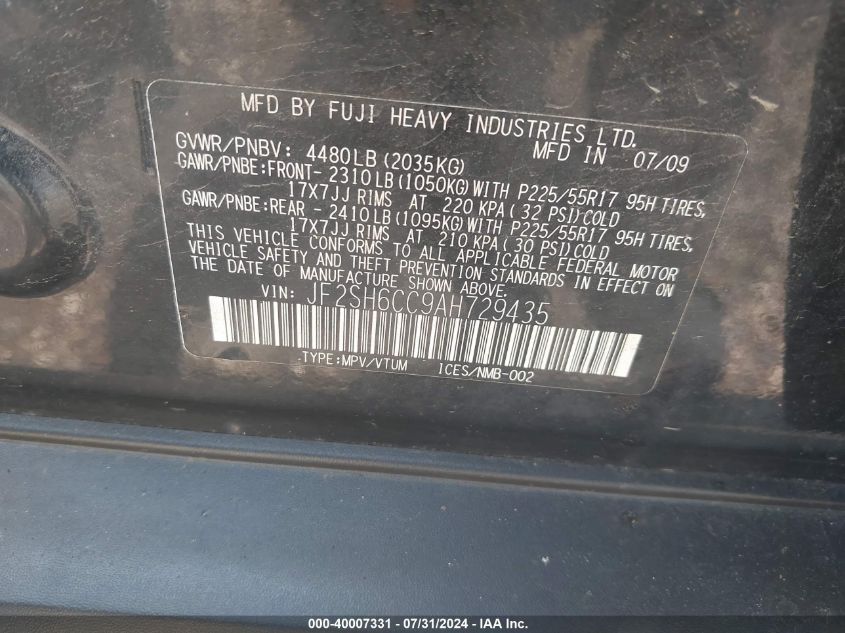 MFD BY FUJI HEAVY INDUSTRIES LTD.
MFD IN 07/09
GVWR/PNBV: 4480LB(2035KG)
GAWR/PNBE:FRONT- 2310LB(1050KG)WITH P225/55R17 95H TIRES,
17X7JJ RIMS AT 220 KPA( 32 PSI)COLD
GAWR/PNBE:REAR - 2410LB(1095KG)WITH P225/55R17 95H TIRES,
17X7JJ RIMS AT 210 KPA( 30 PSI)COLD
THIS VEHICLE CONFORMS TO ALL APPLICABLE FEDERAL MOTOR
VEHICLE SAFETY AND THEFT PREVENTION STANDARDS IN EFFECT ON
THE DATE OF MANUFACTURE SHOWN ABOVE.
VIN: JF2SH6CC9AH729435
TYPE:MPV/VTUM ICES/NMB-002
000-40007331 - 07/31/2024 - IAA Inc.